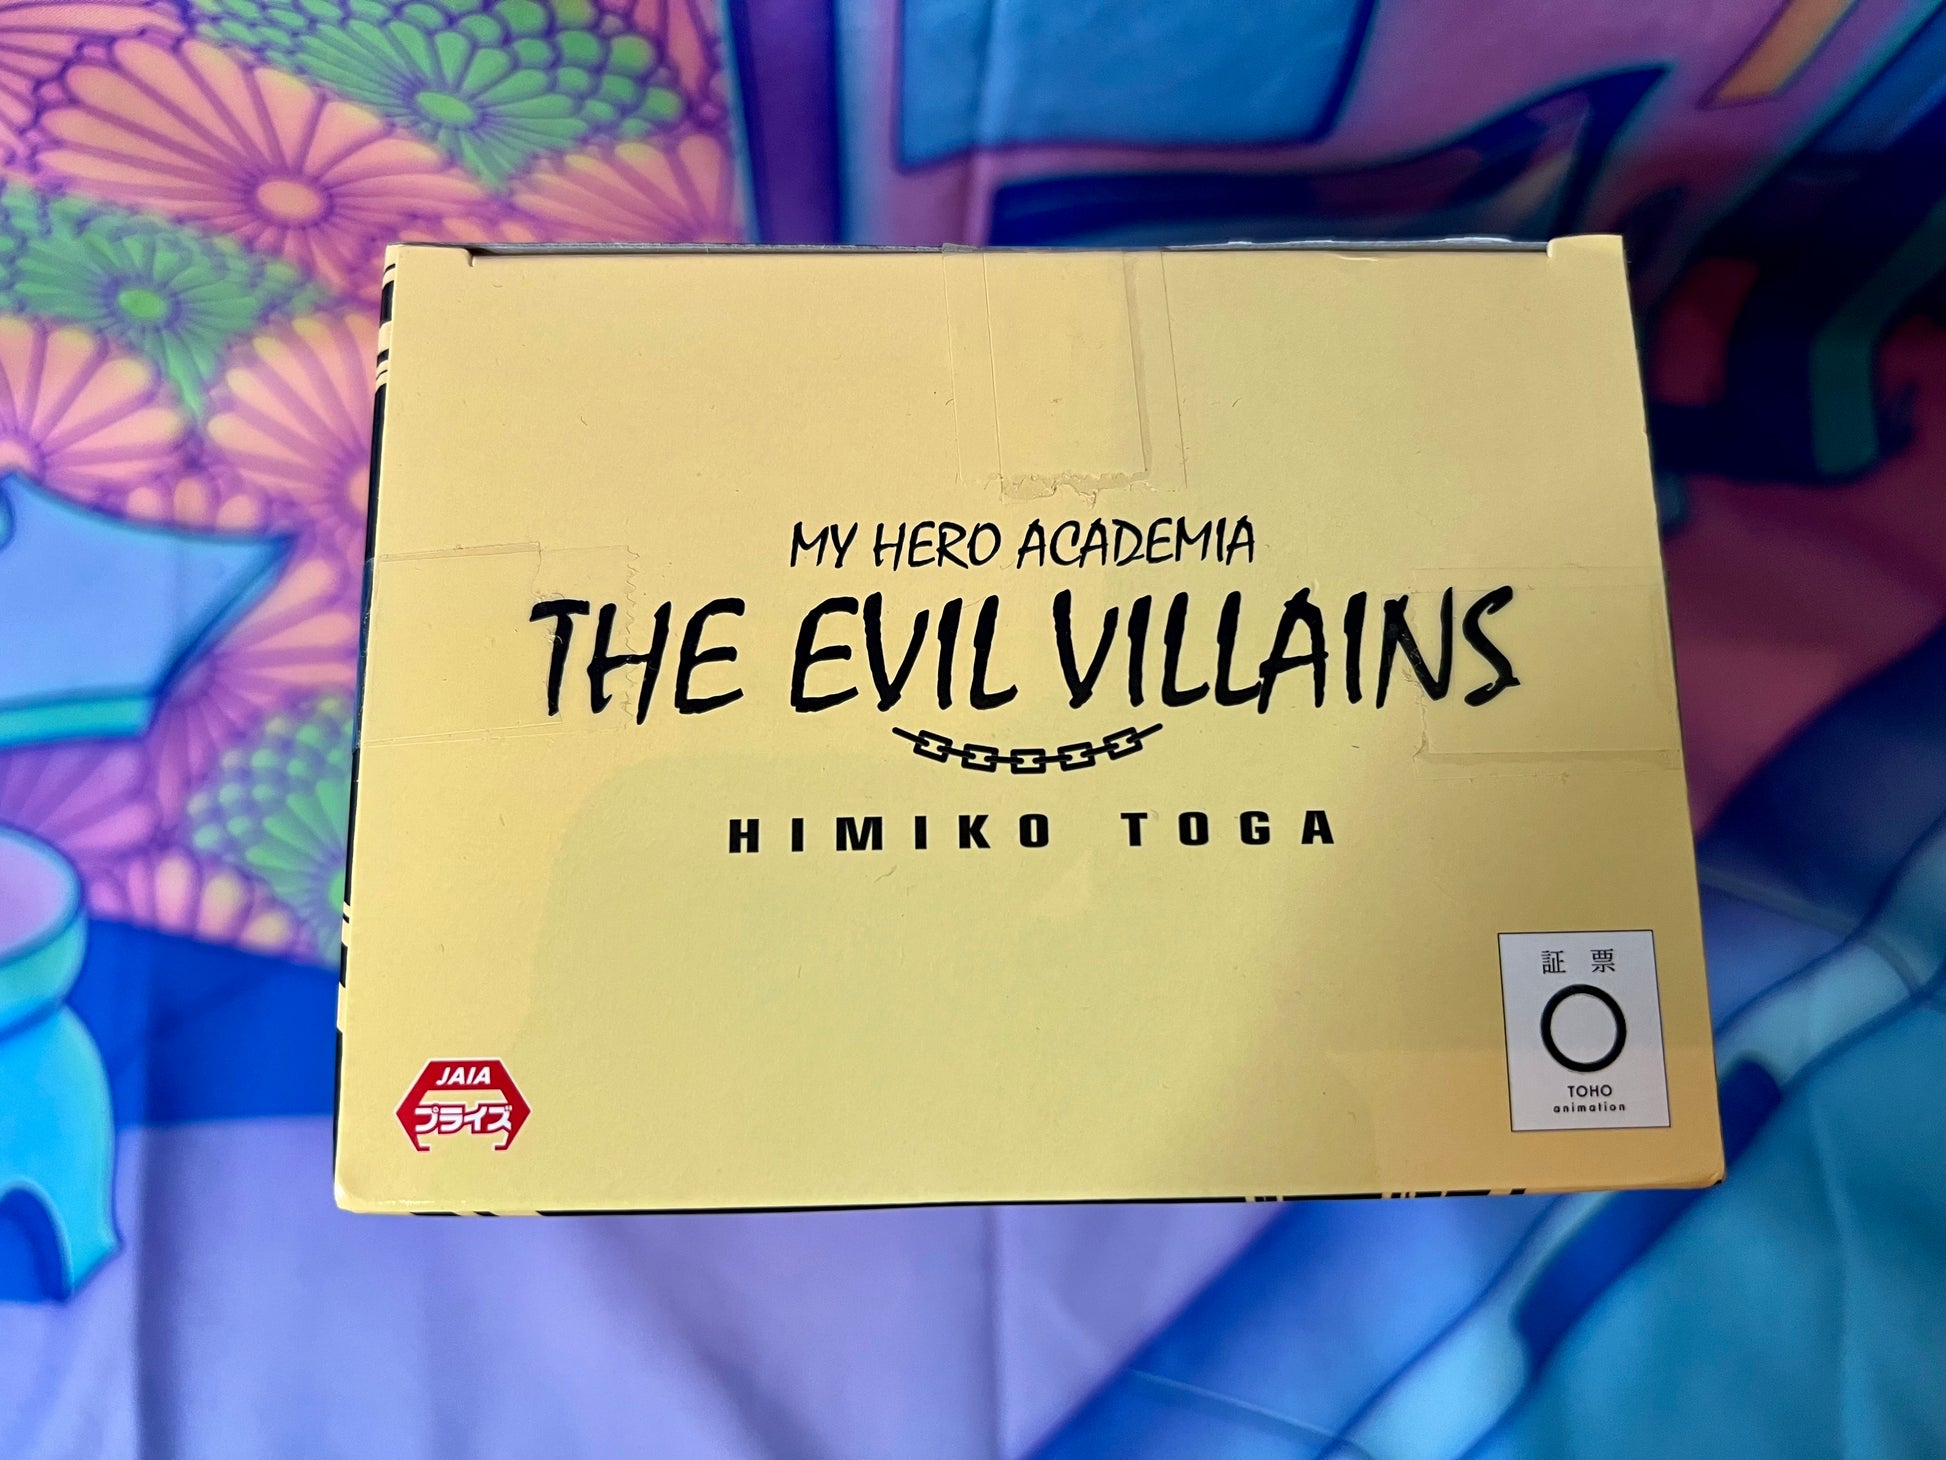 MY HERO ACADEMIA
THE EVIL VILLAINS
HIMIKO TOGA
証票
TOHO
animation
JAIA
プライズ